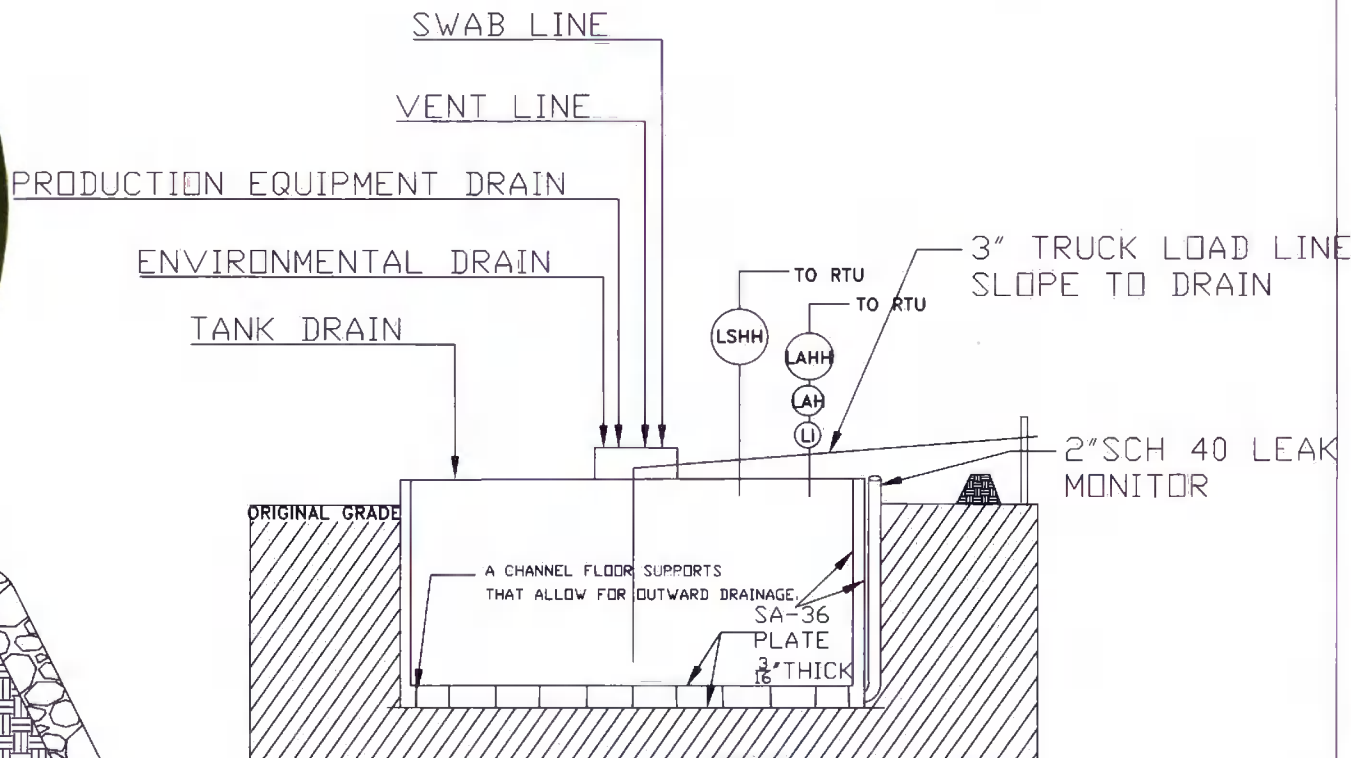 SWAB LINE
VENT LINE
PRODUCTION EQUIPMENT DRAIN
ENVIRONMENTAL DRAIN
TANK DRAIN
TO RTU
TO RTU
3" TRUCK LOAD LINE
SLOPE TO DRAIN
LSHH
LAHH
LAH
LI
2"SCH 40 LEAK
MONITOR
ORIGINAL GRADE
A CHANNEL FLOOR SUPPORTS
THAT ALLOW FOR OUTWARD DRAINAGE.
SA-36
PLATE
3/16" THICK